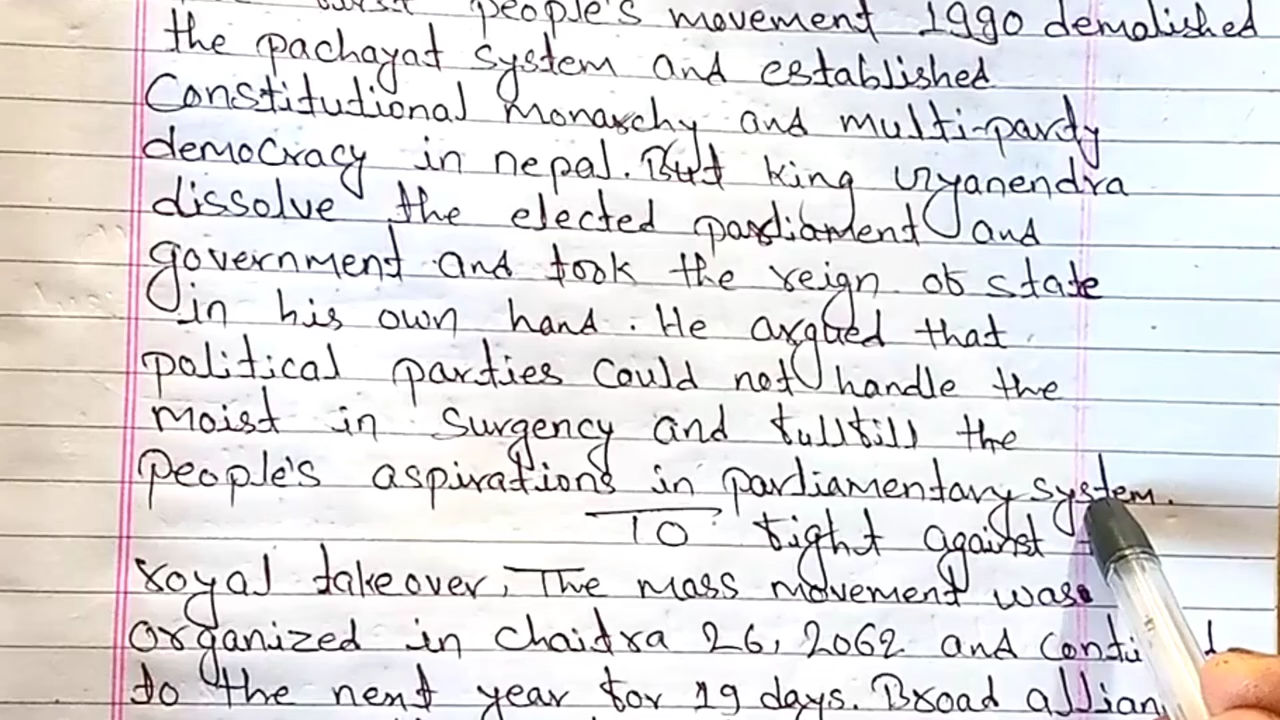 people's movement 1990 demolished
the pachayat system and established
Constitutional monarchy and multi-party
democracy in nepal. But king Gyanendra
dissolve the elected parliament and
government and took the reign of state
in his own hand. He argued that
political parties could not handle the
moist in surgency and fullfill the
people's aspirations in parliamentary system.
To fight against
royal takeover, The mass movement was
organized in Chaitra 26, 2062 and
to the next year for 19 days. Broad